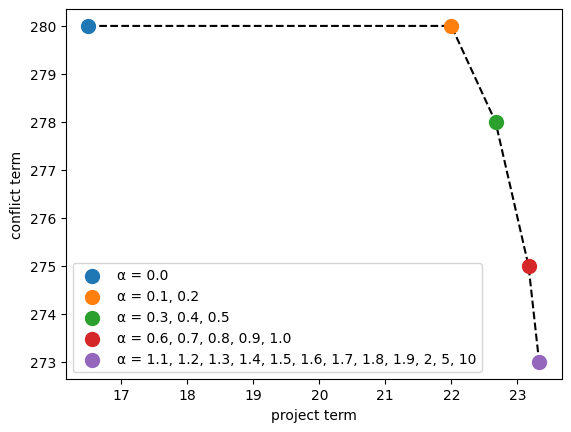 280
279
278
277
276
275
274
273
conflict term
α = 0.0
α = 0.1, 0.2
α = 0.3, 0.4, 0.5
α = 0.6, 0.7, 0.8, 0.9, 1.0
α = 1.1, 1.2, 1.3, 1.4, 1.5, 1.6, 1.7, 1.8, 1.9, 2, 5, 10
17 18 19 20 21 22 23
project term